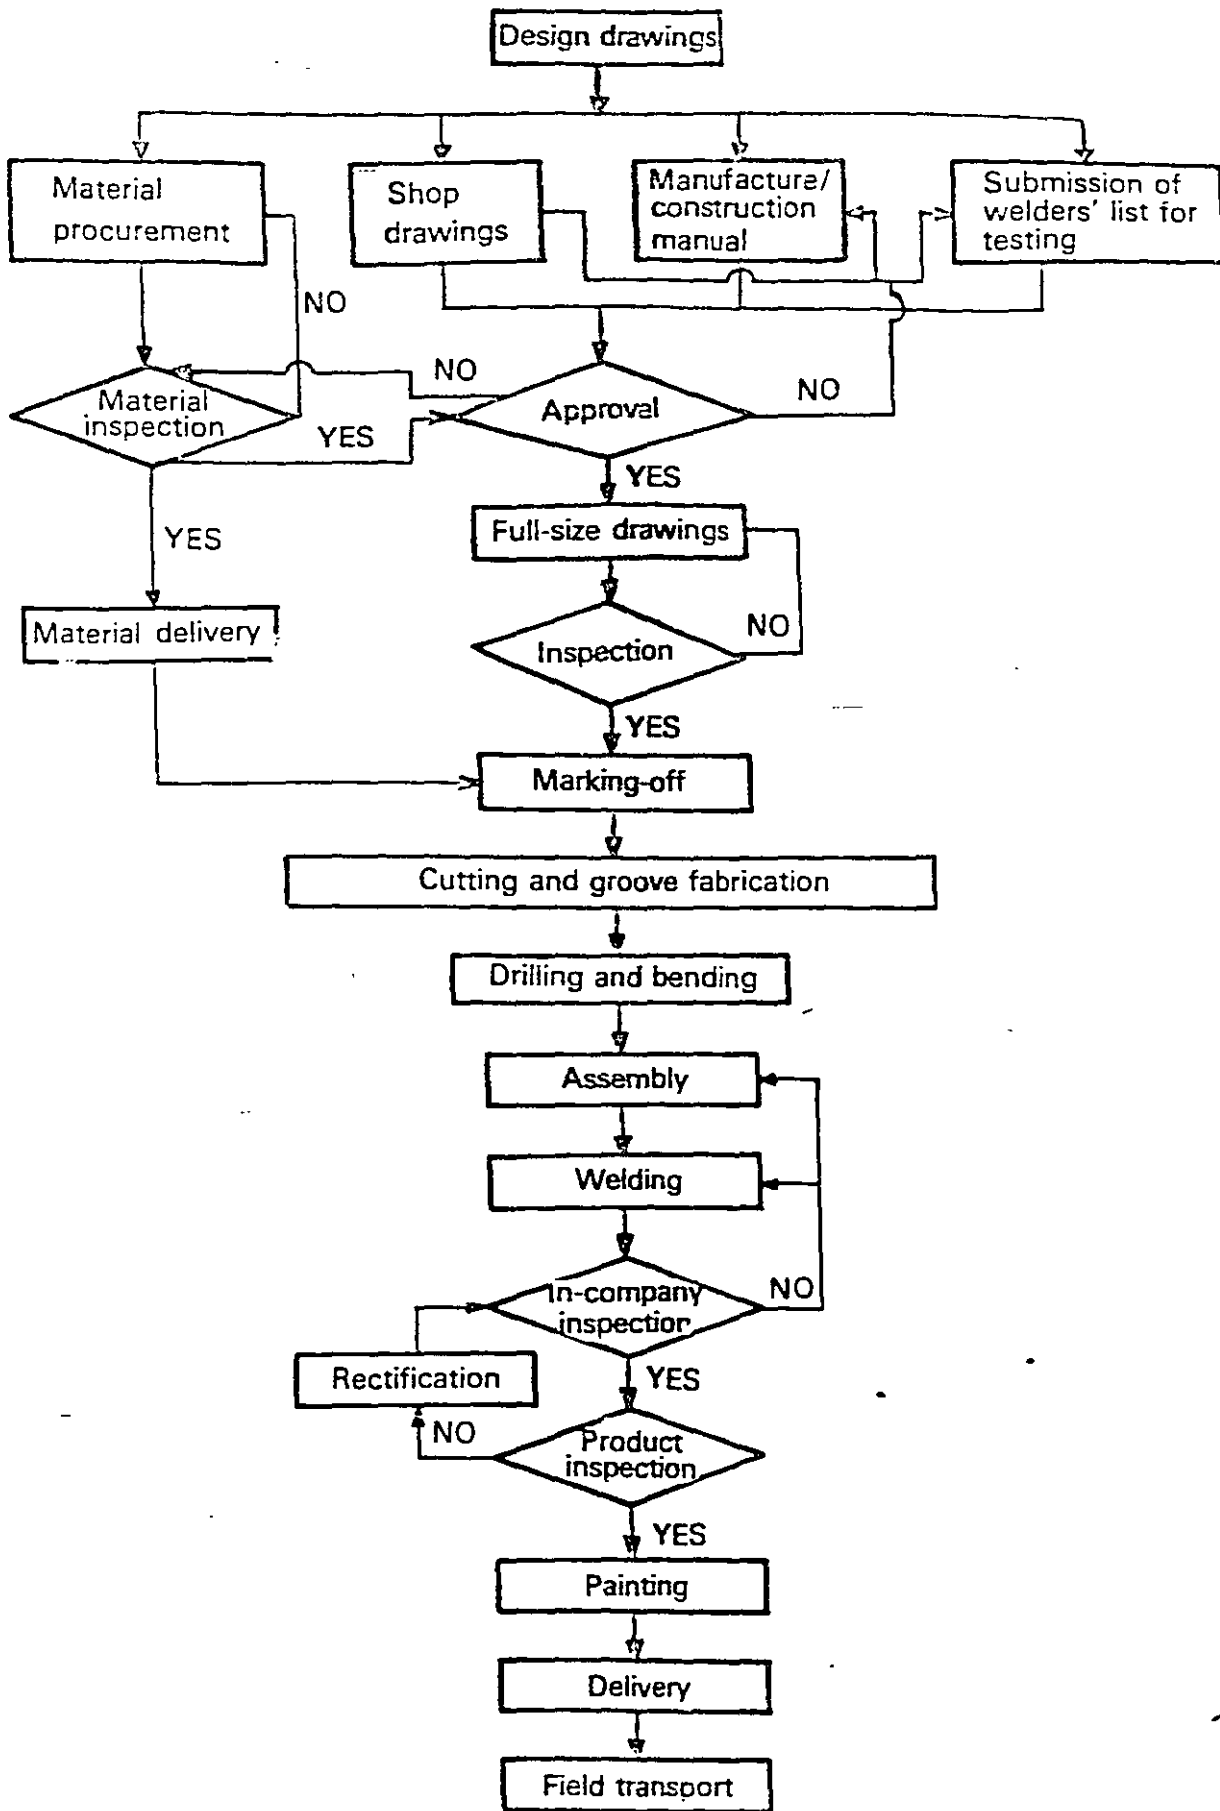 Design drawings
Material
procurement
Shop
drawings
Manufacture/
construction
manual
Submission of
welders' list for
testing
NO
NO
NO
Material
inspection
YES
Approval
YES
YES
Full-size drawings
NO
Material delivery
Inspection
YES
Marking-off
Cutting and groove fabrication
Drilling and bending
Assembly
Welding
NO
In-company
inspection
Rectification
YES
NO
Product
inspection
YES
Painting
Delivery
Field transport